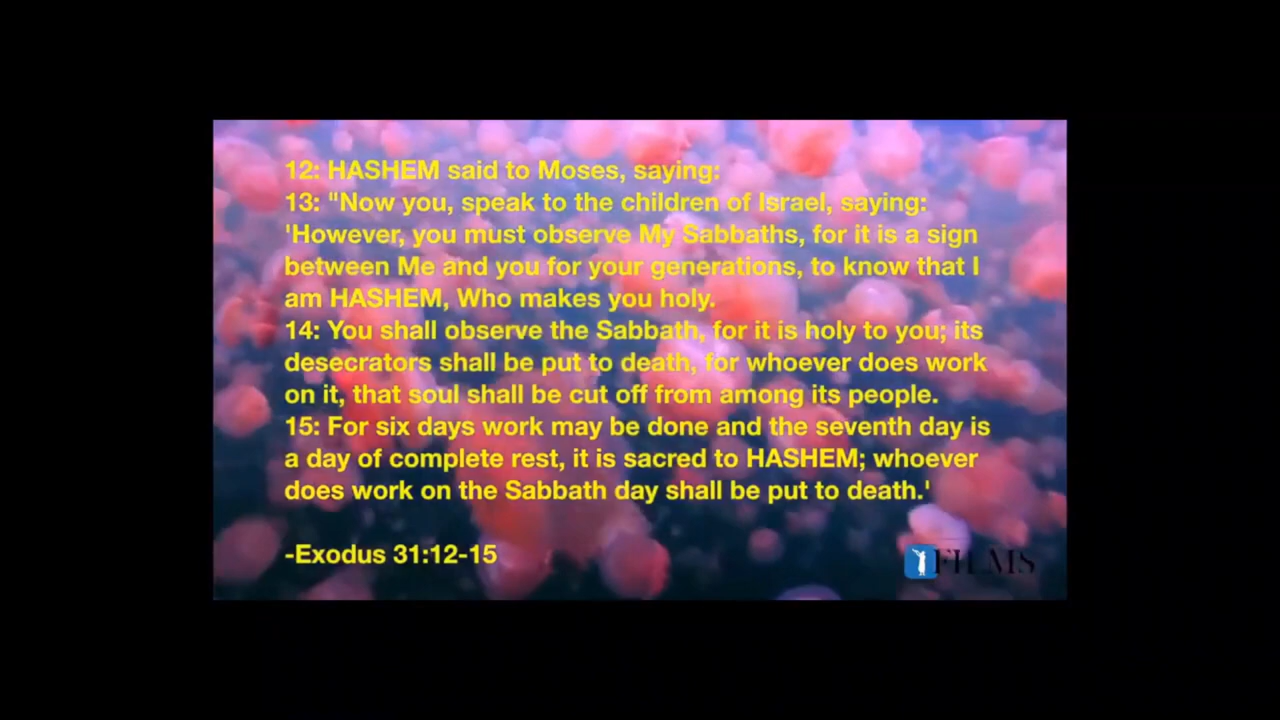 12: HASHEM said to Moses, saying:
13: "Now you, speak to the children of Israel, saying:
'However, you must observe My Sabbaths, for it is a sign
between Me and you for your generations, to know that I
am HASHEM, Who makes you holy.
14: You shall observe the Sabbath, for it is holy to you; its
desecrators shall be put to death, for whoever does work
on it, that soul shall be cut off from among its people.
15: For six days work may be done and the seventh day is
a day of complete rest, it is sacred to HASHEM; whoever
does work on the Sabbath day shall be put to death.'
-Exodus 31:12-15
FILMS